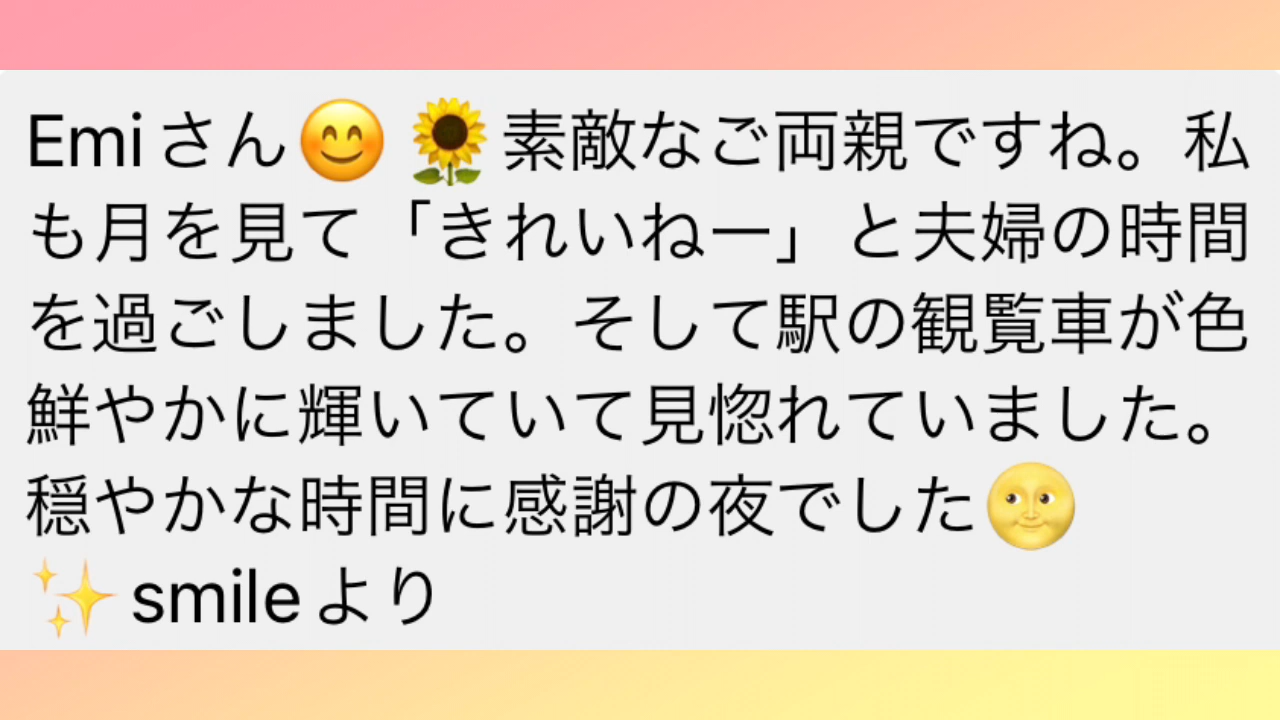 Emiさん😊🌻素敵なご両親ですね。私
も月を見て「きれいねー」と夫婦の時間
を過ごしました。そして駅の観覧車が色
鮮やかに輝いていて見惚れていました。
穏やかな時間に感謝の夜でした🌝
✨smileより